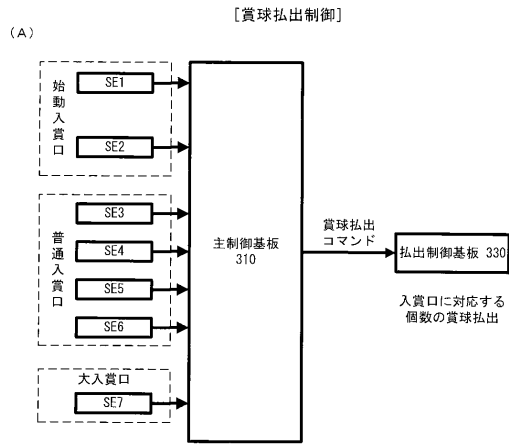 [賞球払出制御]
(A)
始動入賞口
SE1
SE2
普通入賞口
SE3
SE4
SE5
SE6
大入賞口
SE7
主制御基板
310
賞球払出
コマンド
払出制御基板 330
入賞口に対応する
個数の賞球払出